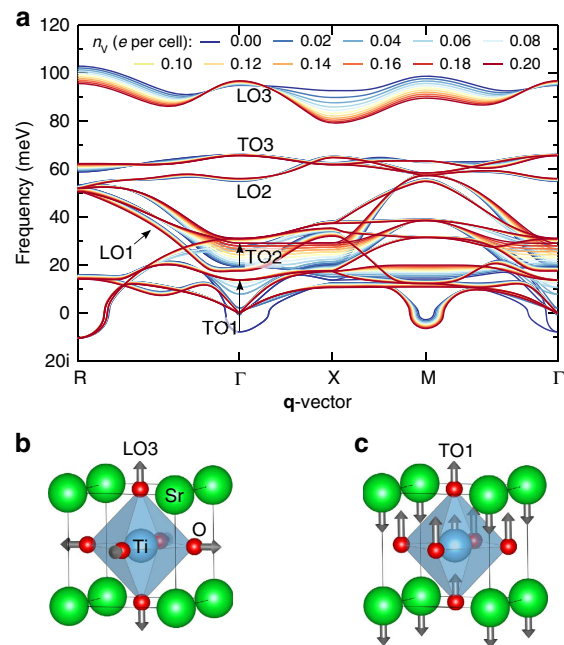 a
n_V (e per cell): 0.00 0.02 0.04 0.06 0.08
0.10 0.12 0.14 0.16 0.18 0.20
120
100
80
60
40
20
0
20i
Frequency (meV)
LO3
TO3
LO2
LO1
TO2
TO1
R Γ X M Γ
q-vector
b
LO3
Sr
Ti
O
c
TO1